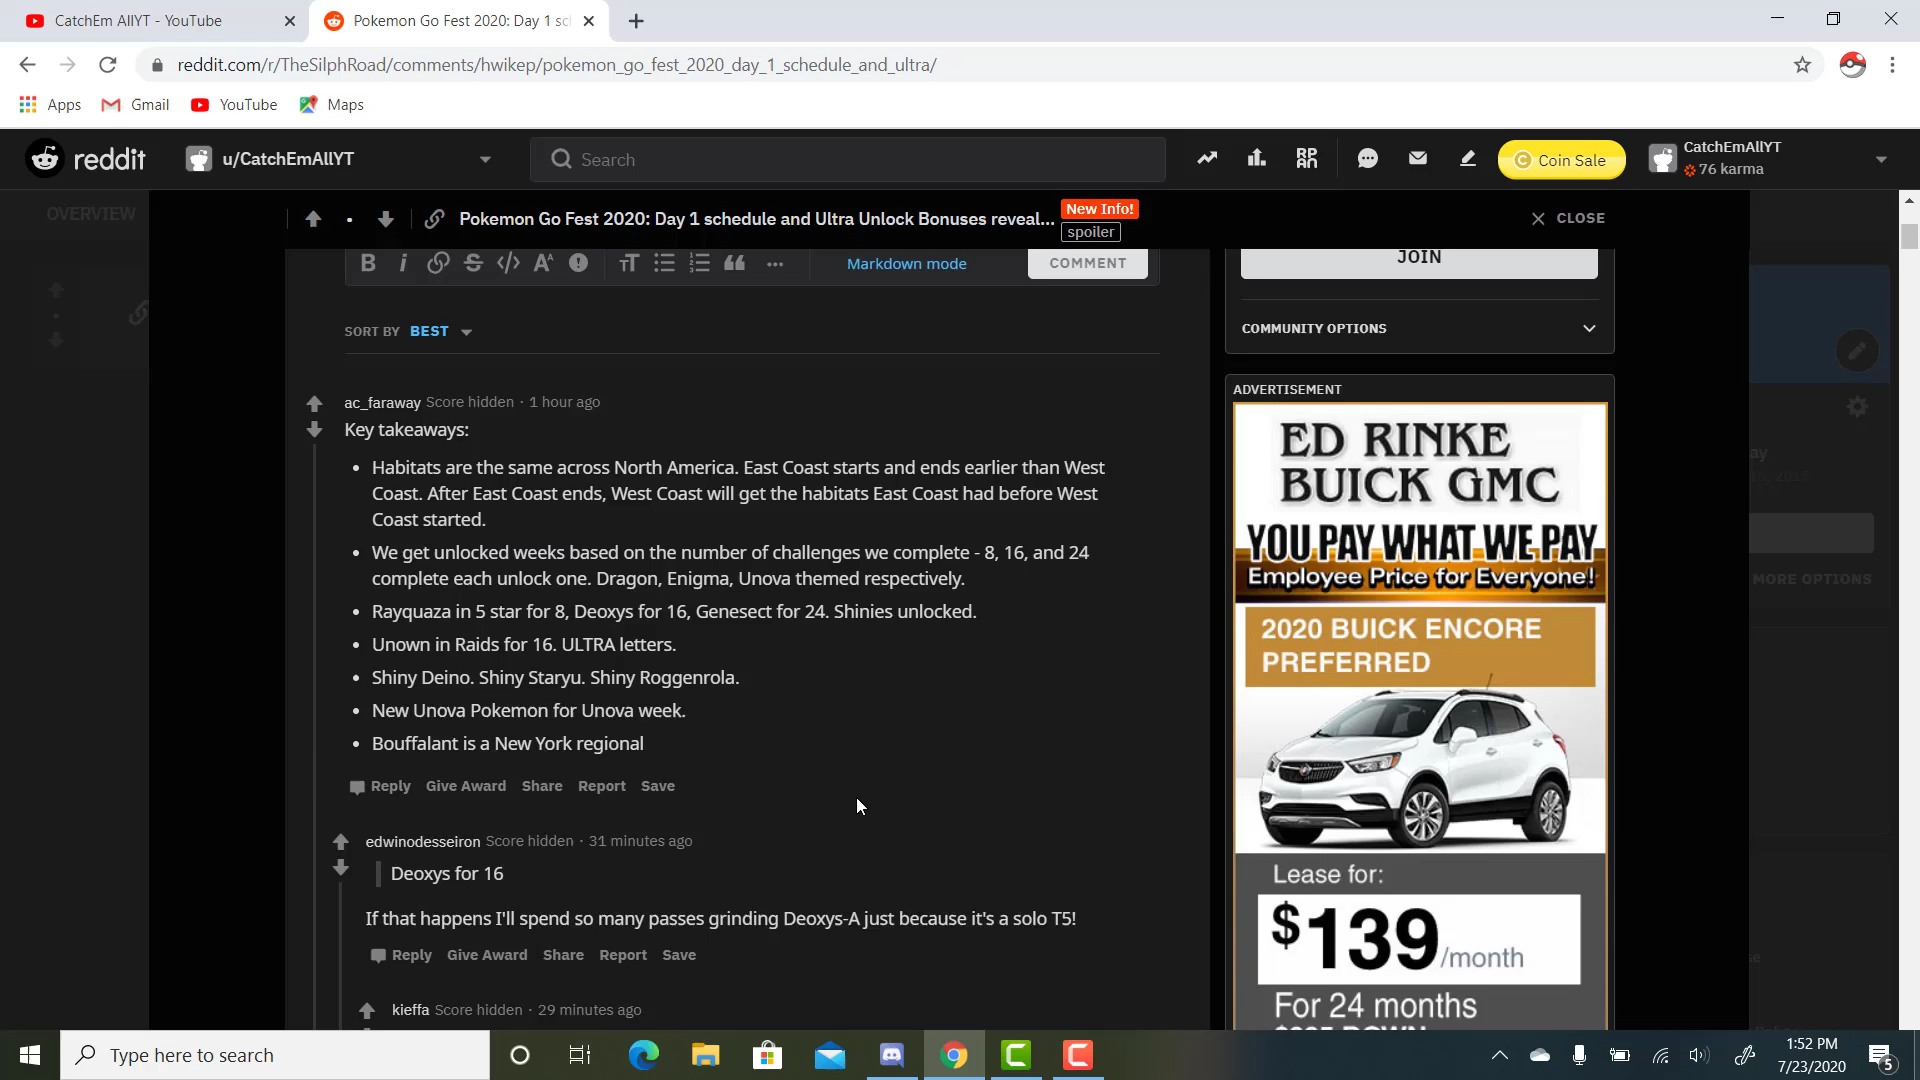 CatchEm AllYT - YouTube
Pokemon Go Fest 2020: Day 1 sc
reddit.com/r/TheSilphRoad/comments/hwikep/pokemon_go_fest_2020_day_1_schedule_and_ultra/
Apps Gmail YouTube Maps
reddit u/CatchEmAllYT Search RPAN Coin Sale CatchEmAllYT
76 karma
OVERVIEW
Pokemon Go Fest 2020: Day 1 schedule and Ultra Unlock Bonuses reveal... New Info! CLOSE
spoiler
B i Markdown mode COMMENT JOIN
SORT BY BEST
COMMUNITY OPTIONS
ADVERTISEMENT
ac_faraway Score hidden · 1 hour ago
Key takeaways:
• Habitats are the same across North America. East Coast starts and ends earlier than West
Coast. After East Coast ends, West Coast will get the habitats East Coast had before West
Coast started.
• We get unlocked weeks based on the number of challenges we complete - 8, 16, and 24
complete each unlock one. Dragon, Enigma, Unova themed respectively.
• Rayquaza in 5 star for 8, Deoxys for 16, Genesect for 24. Shinies unlocked.
• Unown in Raids for 16. ULTRA letters.
• Shiny Deino. Shiny Staryu. Shiny Roggenrola.
• New Unova Pokemon for Unova week.
• Bouffalant is a New York regional
Reply Give Award Share Report Save
edwinodesseiron Score hidden · 31 minutes ago
Deoxys for 16
If that happens I'll spend so many passes grinding Deoxys-A just because it's a solo T5!
Reply Give Award Share Report Save
kieffa Score hidden · 29 minutes ago
ED RINKE
BUICK GMC
YOU PAY WHAT WE PAY
Employee Price for Everyone!
2020 BUICK ENCORE
PREFERRED
Lease for:
$139/month
For 24 months
MORE OPTIONS
Type here to search
1:52 PM
7/23/2020
5